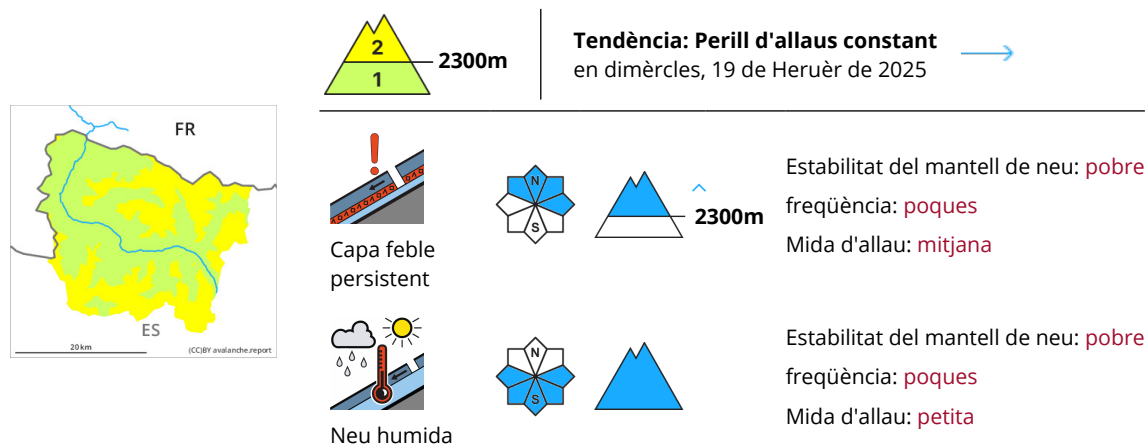 2
1
2300m
Tendència: Perill d'allaus constant
en dimèrcles, 19 de Heruèr de 2025
FR
ES
20 km
(CC)BY avalanche.report
Capa feble
persistent
N
S
2300m
Estabilitat del mantell de neu: pobre
freqüència: poques
Mida d'allau: mitjana
Neu humida
N
S
Estabilitat del mantell de neu: pobre
freqüència: poques
Mida d'allau: petita